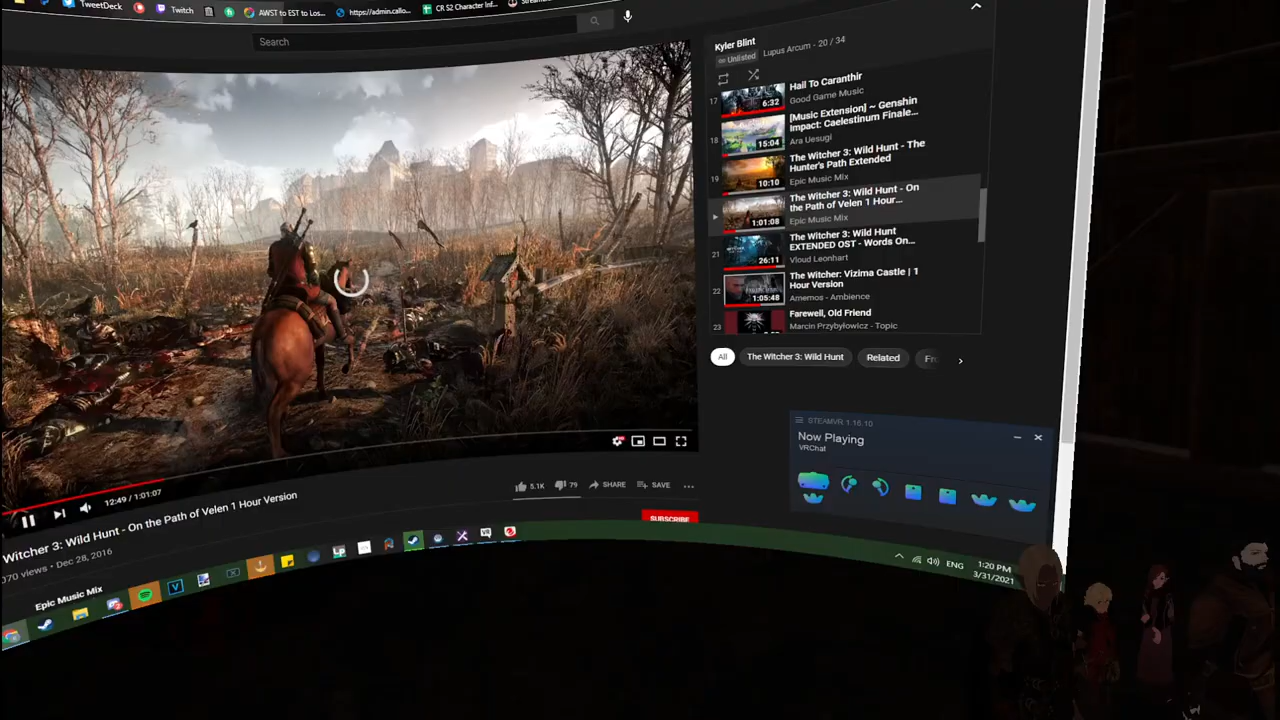 TweetDeck
Twitch
AWST to EST to Los...
https://admin.callo...
CR S2 Character Inf...
Search
Kyler Blint
Unlisted
Lupus Arcum - 20 / 34
17
6:32
Hail To Caranthir
Good Game Music
18
15:04
[Music Extension] ~ Genshin
Impact: Caelestinum Finale...
Ara Uesugi
19
10:10
The Witcher 3: Wild Hunt - The
Hunter's Path Extended
Epic Music Mix
1:01:08
The Witcher 3: Wild Hunt - On
the Path of Velen 1 Hour...
Epic Music Mix
21
26:11
The Witcher 3: Wild Hunt
EXTENDED OST - Words On...
Vloud Leonhart
22
1:05:48
The Witcher: Vizima Castle | 1
Hour Version
Amemos - Ambience
23
Farewell, Old Friend
Marcin Przybyłowicz - Topic
All
The Witcher 3: Wild Hunt
Related
STEAMVR 1.16.10
Now Playing
VRChat
12:49 / 1:01:07
5.1K
79
SHARE
SAVE
Witcher 3: Wild Hunt - On the Path of Velen 1 Hour Version
070 views • Dec 28, 2016
SUBSCRIBE
Epic Music Mix
ENG
1:20 PM
3/31/2021